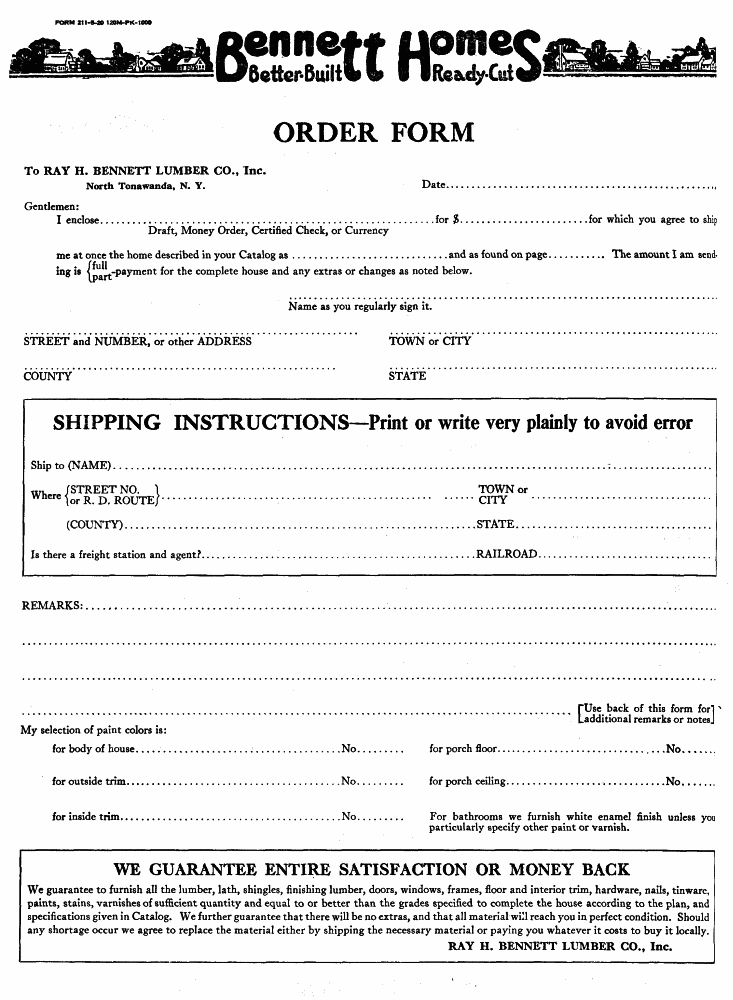 FORM 211-8-20 120M-PK-1000
Bennett Homes
Better-Built Ready-Cut
ORDER FORM
To RAY H. BENNETT LUMBER CO., Inc.
North Tonawanda, N. Y.
Date
Gentlemen:
I enclose for $ for which you agree to ship
Draft, Money Order, Certified Check, or Currency
me at once the home described in your Catalog as and as found on page The amount I am send-
ing is {full part -payment for the complete house and any extras or changes as noted below.
Name as you regularly sign it.
STREET and NUMBER, or other ADDRESS TOWN or CITY
COUNTY STATE
SHIPPING INSTRUCTIONS—Print or write very plainly to avoid error
Ship to (NAME)
Where {STREET NO. or R. D. ROUTE} TOWN or CITY
(COUNTY) STATE
Is there a freight station and agent? RAILROAD
REMARKS:
[Use back of this form for
additional remarks or notes]
My selection of paint colors is:
for body of house No. for porch floor No.
for outside trim No. for porch ceiling No.
for inside trim No. For bathrooms we furnish white enamel finish unless you
particularly specify other paint or varnish.
WE GUARANTEE ENTIRE SATISFACTION OR MONEY BACK
We guarantee to furnish all the lumber, lath, shingles, finishing lumber, doors, windows, frames, floor and interior trim, hardware, nails, tinware,
paints, stains, varnishes of sufficient quantity and equal to or better than the grades specified to complete the house according to the plan, and
specifications given in Catalog. We further guarantee that there will be no extras, and that all material will reach you in perfect condition. Should
any shortage occur we agree to replace the material either by shipping the necessary material or paying you whatever it costs to buy it locally.
RAY H. BENNETT LUMBER CO., Inc.